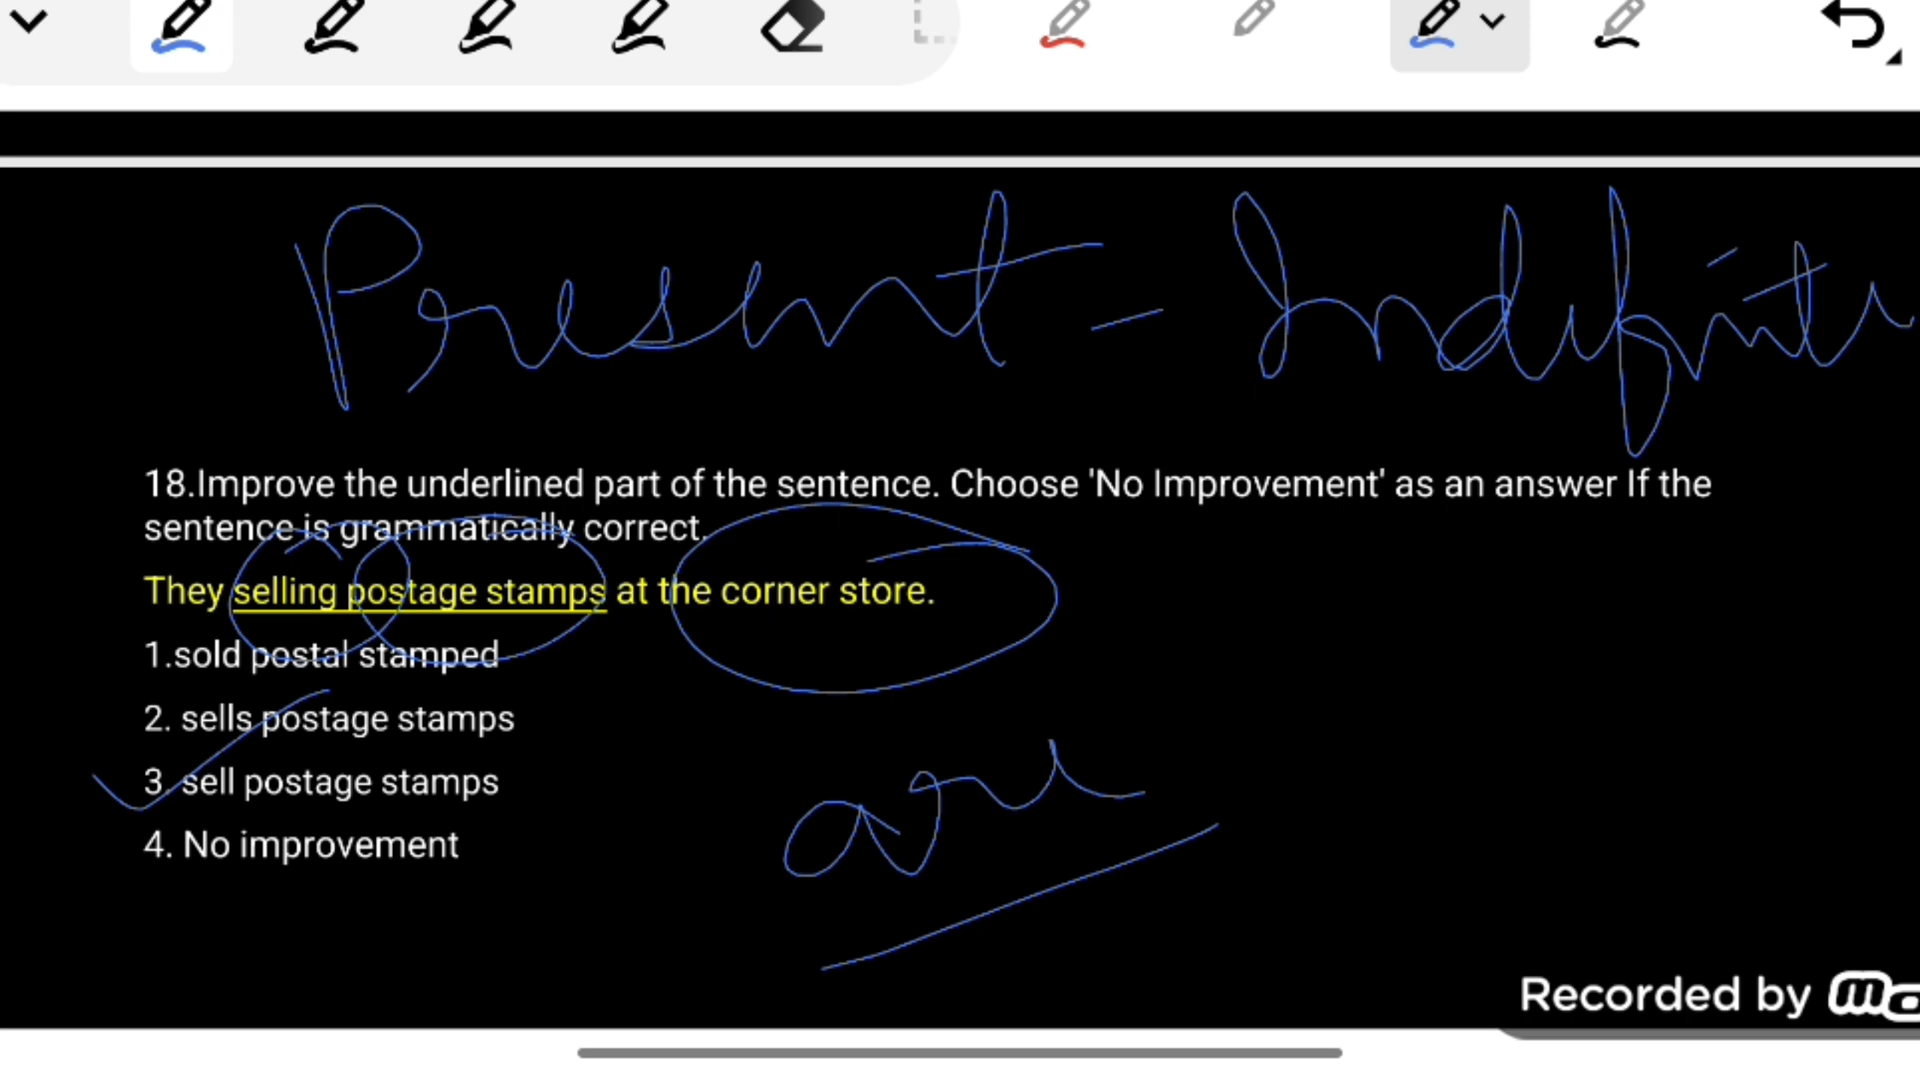 Present - Indefinite
18.Improve the underlined part of the sentence. Choose 'No Improvement' as an answer If the
sentence is grammatically correct.
They selling postage stamps at the corner store.
1.sold postal stamped
2. sells postage stamps
3. sell postage stamps
4. No improvement
are
Recorded by